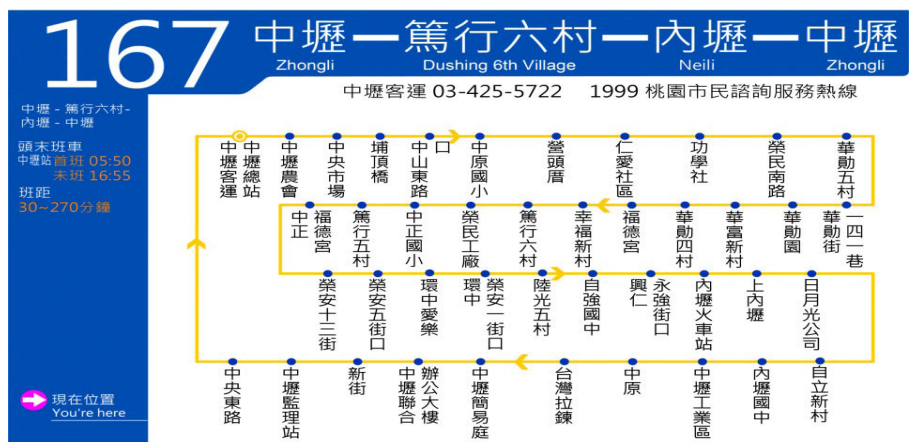 167
中壢—篤行六村—內壢—中壢
Zhongli Dushing 6th Village Neili Zhongli
中壢客運 03-425-5722 1999 桃園市民諮詢服務熱線
中壢 - 篤行六村-
內壢 - 中壢
頭末班車
中壢站 首班 05:50
末班 16:55
班距
30~270分鐘
現在位置
You're here
中壢客運
中壢總站
中壢農會
中央市場
埔頂橋
中山東路
口
中原國小
營頭厝
仁愛社區
功學社
榮民南路
華勛五村
中正
福德宮
篤行五村
中正國小
榮民工廠
篤行六村
幸福新村
福德宮
華勛四村
華富新村
華勛園
華勛街
一四一巷
榮安十三街
榮安五街口
環中愛樂
環中
榮安一街口
陸光五村
自強國中
興仁
永強街口
內壢火車站
上內壢
日月光公司
中央東路
中壢監理站
新街
中壢聯合
辦公大樓
中壢簡易庭
台灣拉鍊
中原
中壢工業區
內壢國中
自立新村